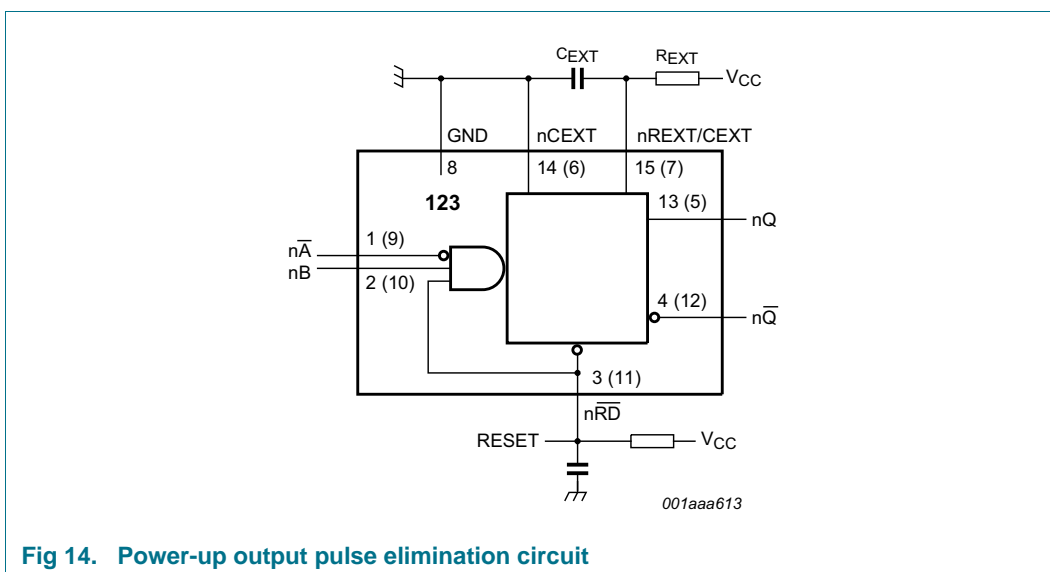 CEXT
REXT
VCC
GND
nCEXT
nREXT/CEXT
8
14 (6)
15 (7)
123
13 (5)
nQ
1 (9)
nA̅
nB
2 (10)
4 (12)
nQ̅
3 (11)
nR̅D̅
RESET
VCC
001aaa613
Fig 14. Power-up output pulse elimination circuit